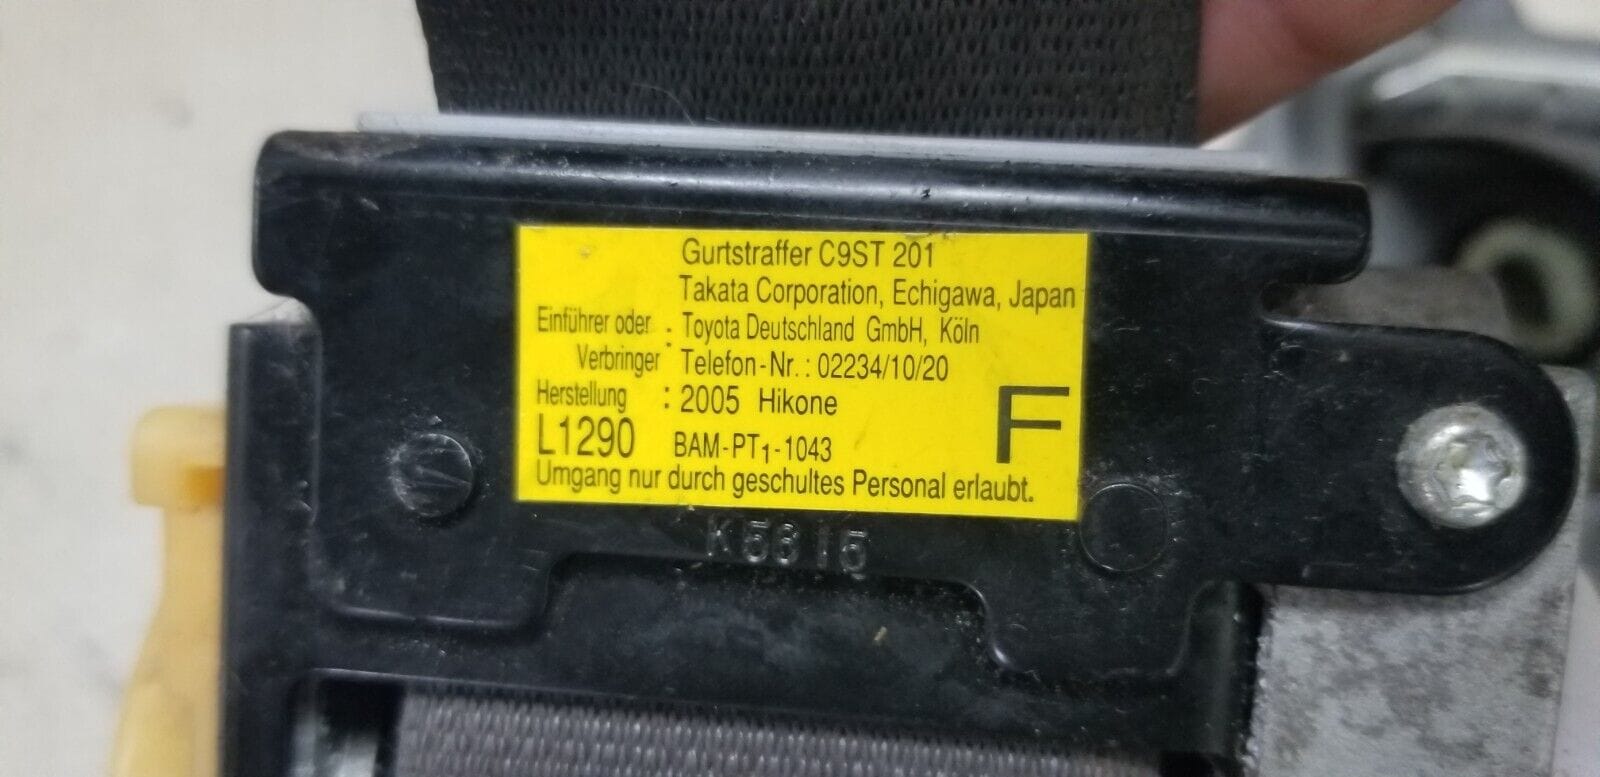 Gurtstraffer C9ST 201
Takata Corporation, Echigawa, Japan
Einführer oder : Toyota Deutschland GmbH, Köln
Verbringer Telefon-Nr.: 02234/10/20
Herstellung : 2005 Hikone
L1290 BAM-PT1-1043
F
Umgang nur durch geschultes Personal erlaubt.